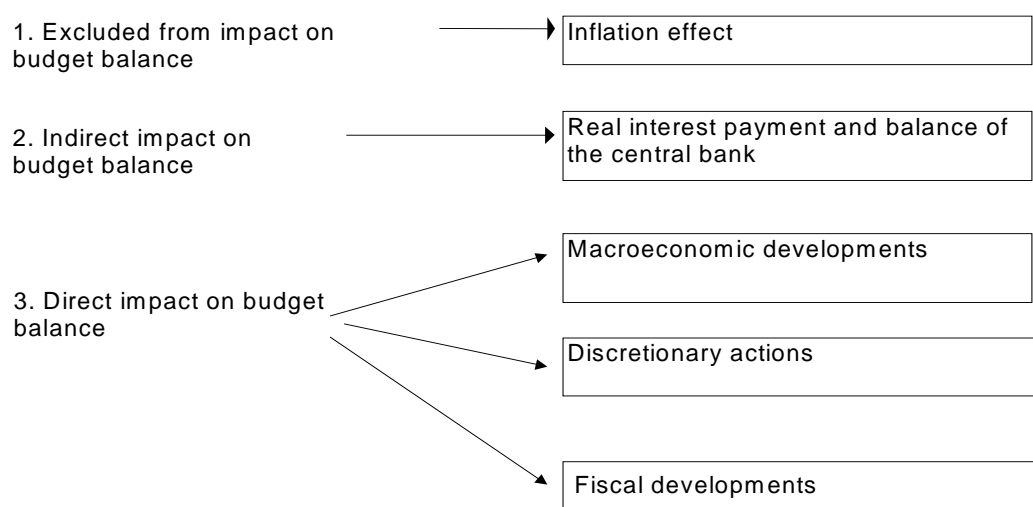 1. Excluded from impact on
budget balance
Inflation effect
2. Indirect impact on
budget balance
Real interest payment and balance of
the central bank
3. Direct impact on budget
balance
Macroeconomic developments
Discretionary actions
Fiscal developments